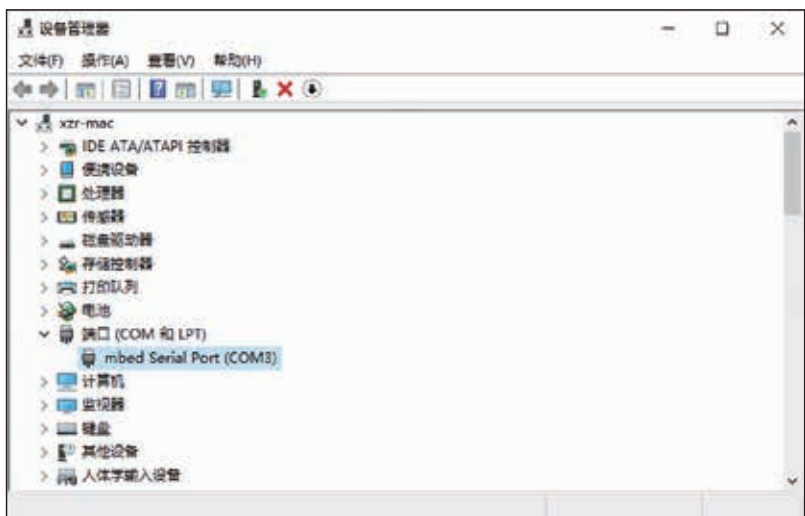 设备管理器
文件(F) 操作(A) 查看(V) 帮助(H)
xzr-mac
IDE ATA/ATAPI 控制器
便携设备
处理器
传感器
磁盘驱动器
存储控制器
打印队列
电池
端口 (COM 和 LPT)
mbed Serial Port (COM3)
计算机
监视器
键盘
其他设备
人体学输入设备